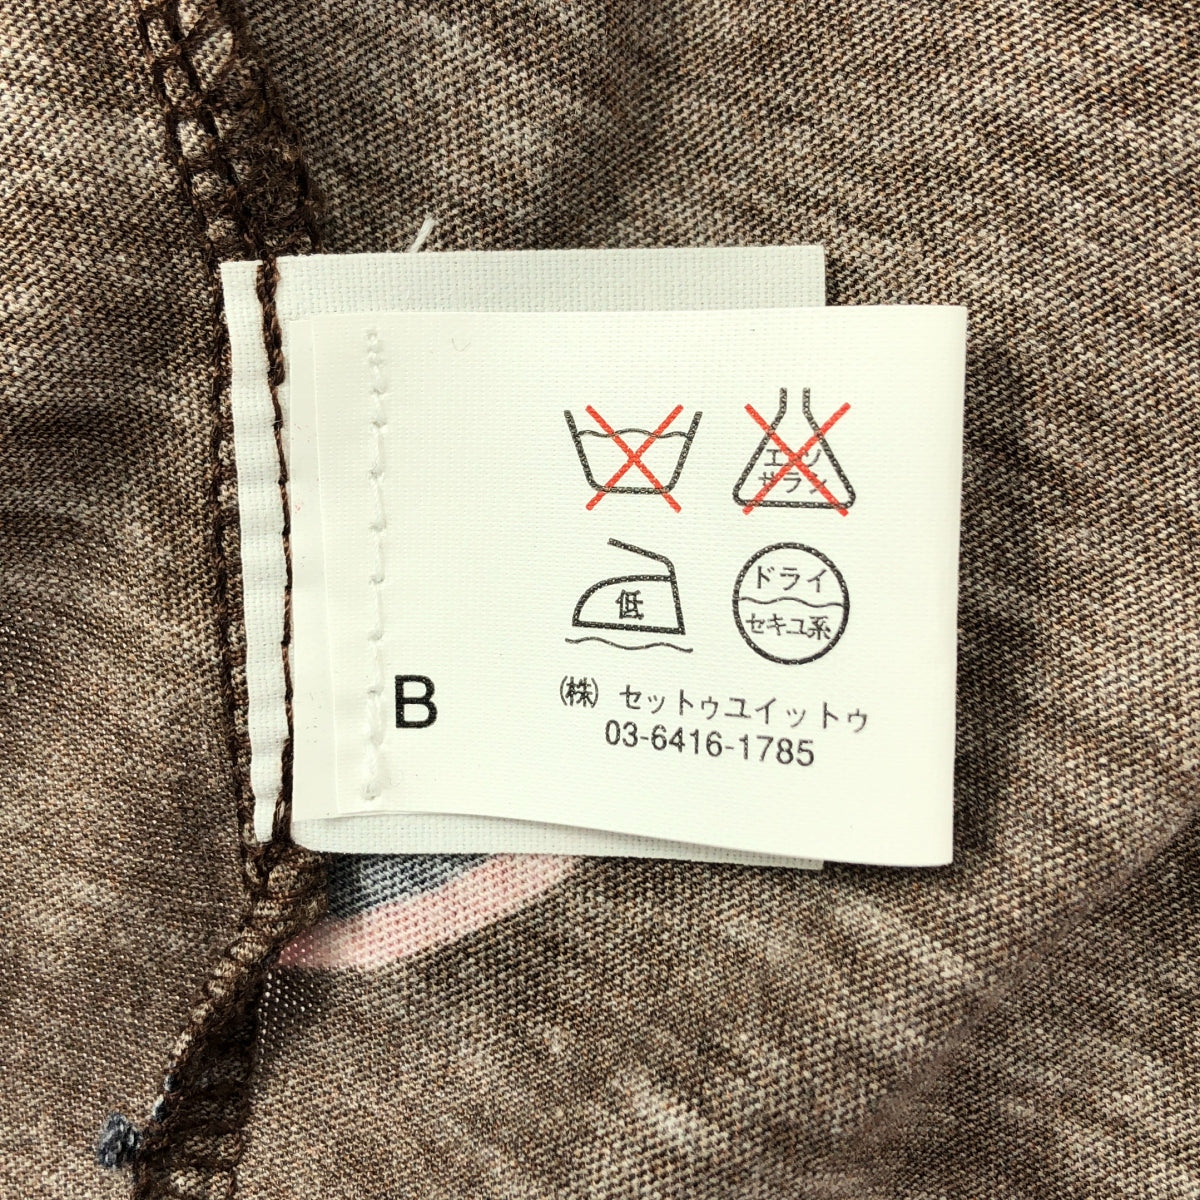 エンソ
サラシ
低
ドライ
セキユ系
B
㈱ セットゥユイットゥ
03-6416-1785